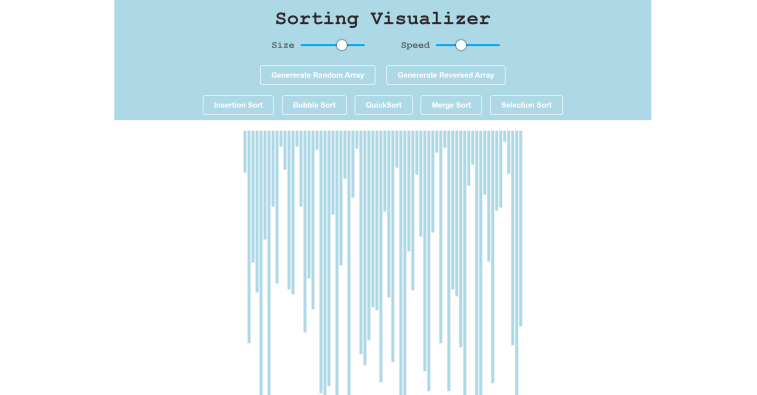 Sorting Visualizer
Size Speed
Genererate Random Array Genererate Reversed Array
Insertion Sort Bubble Sort QuickSort Merge Sort Selection Sort